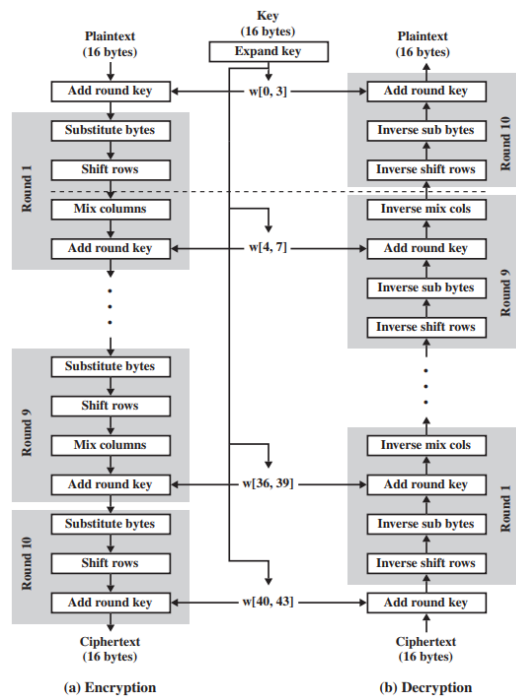 Key
(16 bytes)
Plaintext
(16 bytes)
Expand key
Plaintext
(16 bytes)
Add round key
w[0, 3]
Add round key
Round 1
Substitute bytes
Shift rows
Mix columns
Add round key
Inverse sub bytes
Inverse shift rows
Round 10
w[4, 7]
Inverse mix cols
Add round key
Inverse sub bytes
Inverse shift rows
Round 9
Round 9
Substitute bytes
Shift rows
Mix columns
Add round key
w[36, 39]
Inverse mix cols
Add round key
Inverse sub bytes
Inverse shift rows
Round 1
Round 10
Substitute bytes
Shift rows
Add round key
w[40, 43]
Add round key
Ciphertext
(16 bytes)
Ciphertext
(16 bytes)
(a) Encryption
(b) Decryption